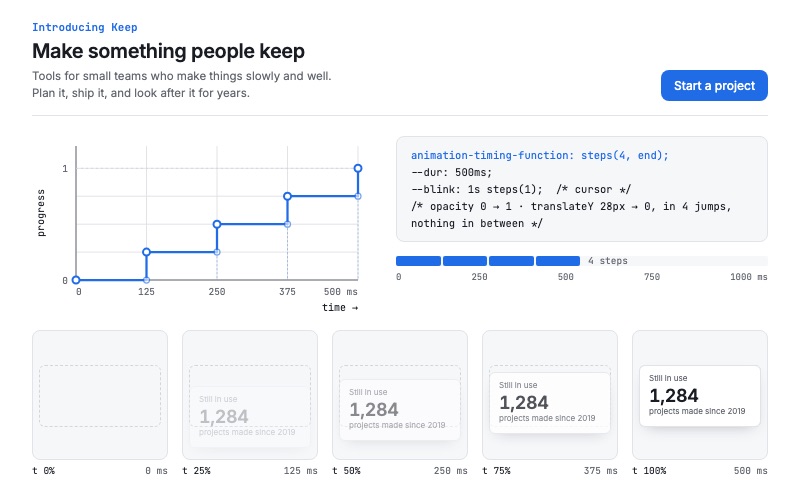 Introducing Keep
Make something people keep
Tools for small teams who make things slowly and well.
Plan it, ship it, and look after it for years.
Start a project
1
progress
0
0
125
250
375
500 ms
time →
animation-timing-function: steps(4, end);
--dur: 500ms;
--blink: 1s steps(1);  /* cursor */
/* opacity 0 → 1 · translateY 28px → 0, in 4 jumps,
nothing in between */
4 steps
0
250
500
750
1000 ms
t 0%
0 ms
Still in use
1,284
projects made since 2019
t 25%
125 ms
Still in use
1,284
projects made since 2019
t 50%
250 ms
Still in use
1,284
projects made since 2019
t 75%
375 ms
Still in use
1,284
projects made since 2019
t 100%
500 ms